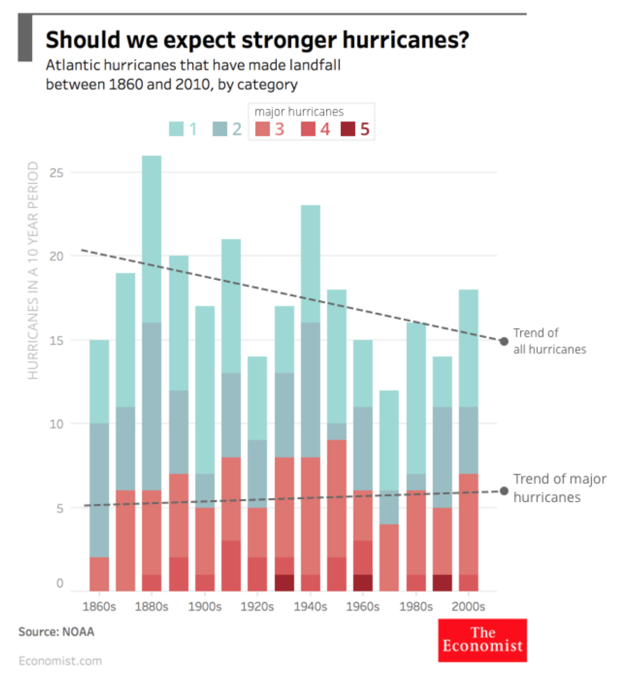 Should we expect stronger hurricanes?
Atlantic hurricanes that have made landfall
between 1860 and 2010, by category
major hurricanes
1 2 3 4 5
HURRICANES IN A 10 YEAR PERIOD
25
20
15
10
5
0
Trend of
all hurricanes
Trend of major
hurricanes
1860s 1880s 1900s 1920s 1940s 1960s 1980s 2000s
Source: NOAA
The
Economist
Economist.com